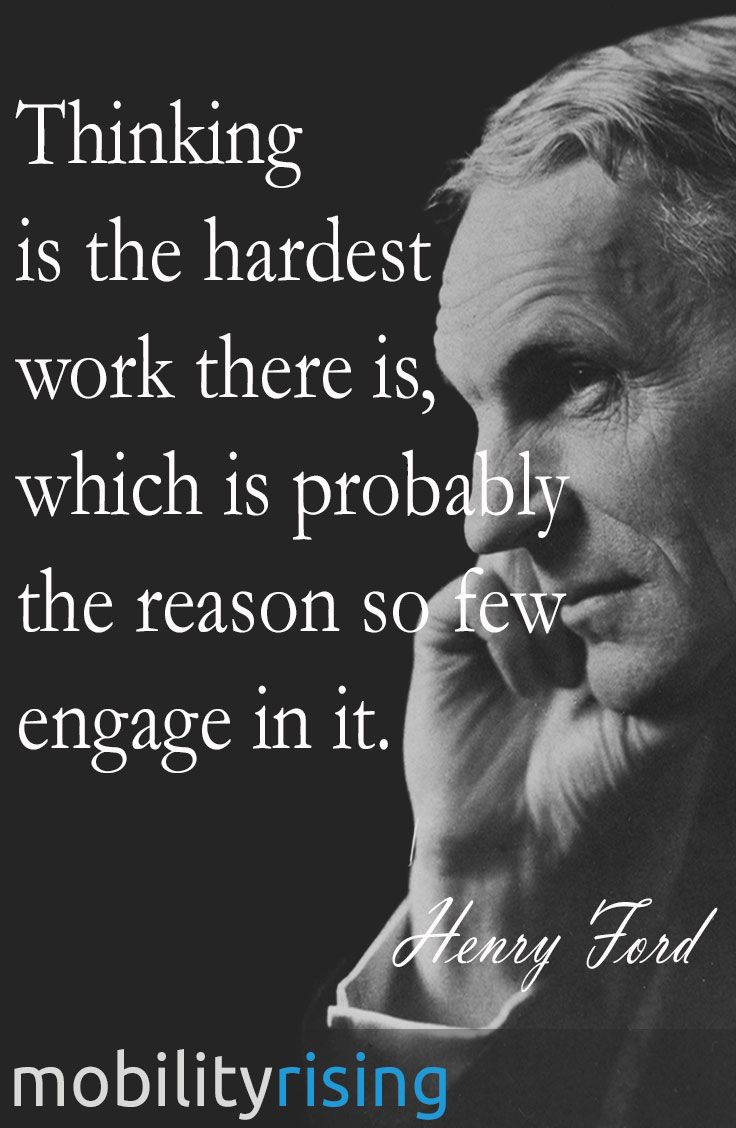 Thinking
is the hardest
work there is,
which is probably
the reason so few
engage in it.
Henry Ford
mobilityrising